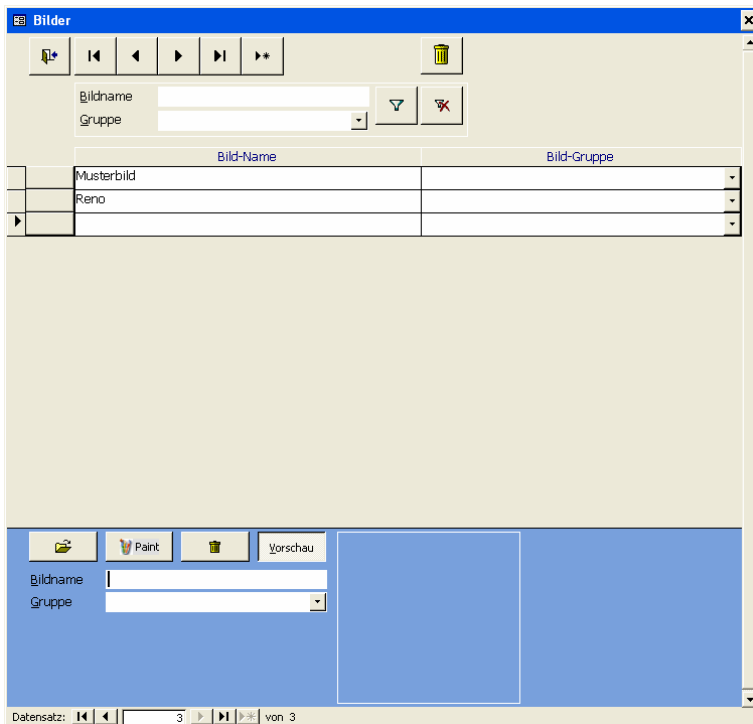 Bilder
Bildname
Gruppe
Bild-Name Bild-Gruppe
Musterbild
Reno
Paint Vorschau
Bildname
Gruppe
Datensatz: 3 von 3